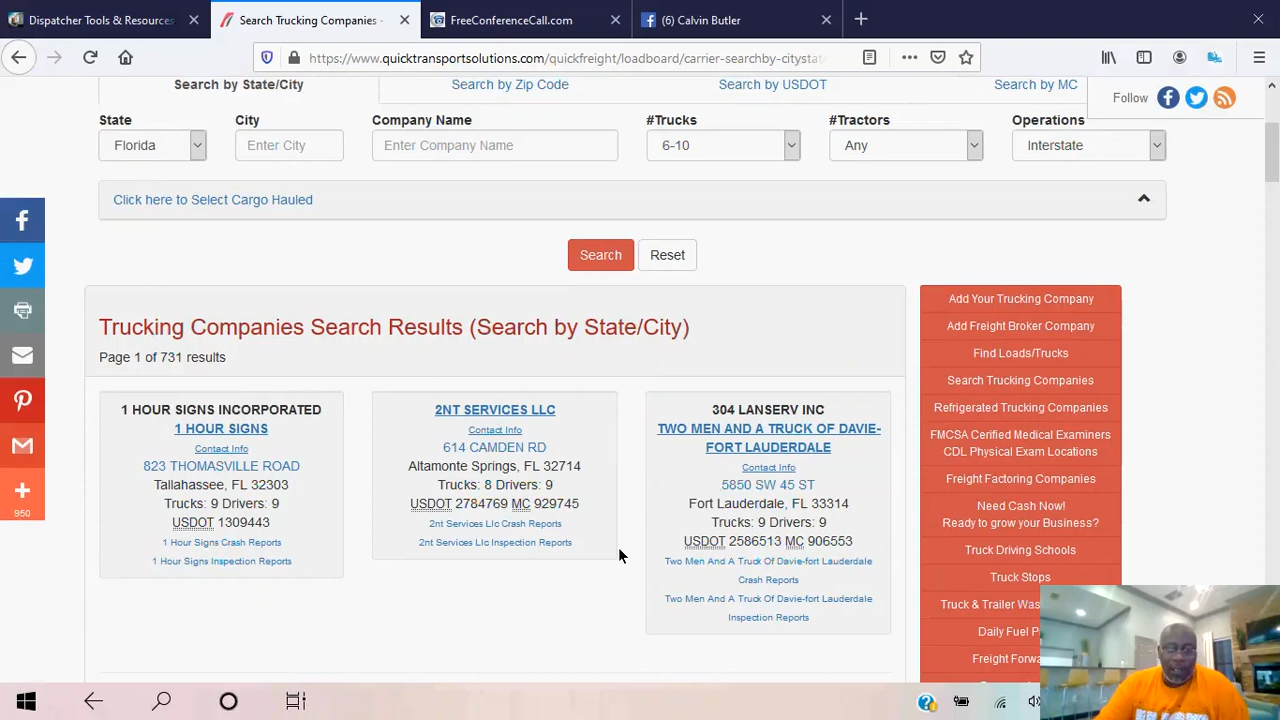 Dispatcher Tools & Resources
Search Trucking Companies -
FreeConferenceCall.com
(6) Calvin Butler
https://www.quicktransportsolutions.com/quickfreight/loadboard/carrier-searchby-citystat
Search by State/City
Search by Zip Code
Search by USDOT
Search by MC
Follow
State
City
Company Name
#Trucks
#Tractors
Operations
Florida
Enter City
Enter Company Name
6-10
Any
Interstate
Click here to Select Cargo Hauled
Search
Reset
Trucking Companies Search Results (Search by State/City)
Page 1 of 731 results
1 HOUR SIGNS INCORPORATED
1 HOUR SIGNS
Contact Info
823 THOMASVILLE ROAD
Tallahassee, FL 32303
Trucks: 9 Drivers: 9
USDOT 1309443
1 Hour Signs Crash Reports
1 Hour Signs Inspection Reports
2NT SERVICES LLC
Contact Info
614 CAMDEN RD
Altamonte Springs, FL 32714
Trucks: 8 Drivers: 9
USDOT 2784769 MC 929745
2nt Services Llc Crash Reports
2nt Services Llc Inspection Reports
304 LANSERV INC
TWO MEN AND A TRUCK OF DAVIE-
FORT LAUDERDALE
Contact Info
5850 SW 45 ST
Fort Lauderdale, FL 33314
Trucks: 9 Drivers: 9
USDOT 2586513 MC 906553
Two Men And A Truck Of Davie-fort Lauderdale
Crash Reports
Two Men And A Truck Of Davie-fort Lauderdale
Inspection Reports
Add Your Trucking Company
Add Freight Broker Company
Find Loads/Trucks
Search Trucking Companies
Refrigerated Trucking Companies
FMCSA Cerified Medical Examiners
CDL Physical Exam Locations
Freight Factoring Companies
Need Cash Now!
Ready to grow your Business?
Truck Driving Schools
Truck Stops
Truck & Trailer Was
Daily Fuel P
Freight Forwa
950